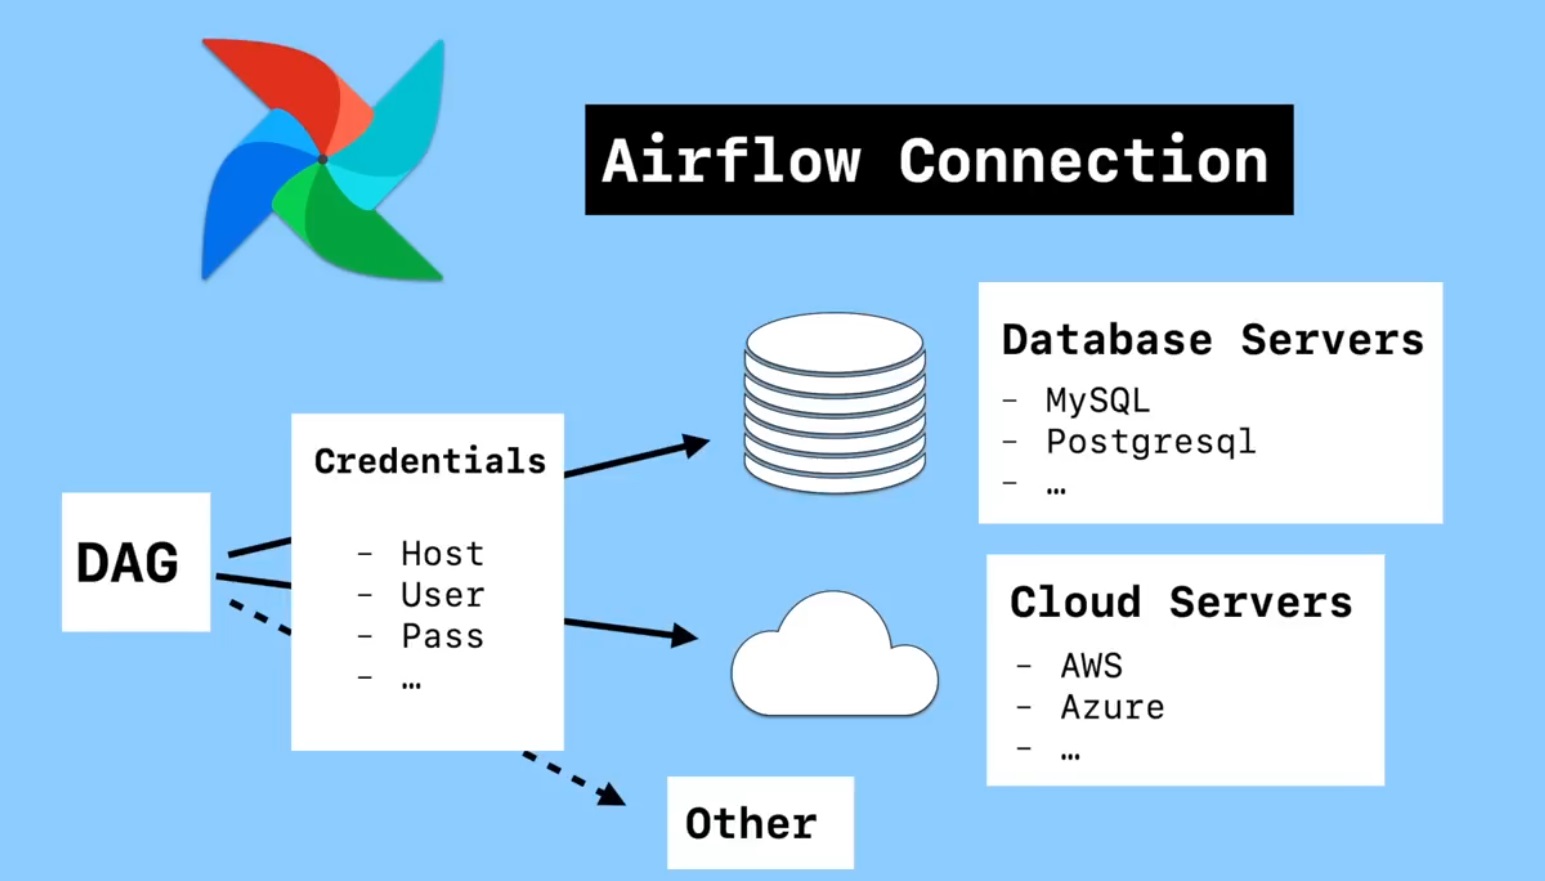 Airflow Connection
Database Servers
- MySQL
- Postgresql
- …
Credentials
- Host
- User
- Pass
- …
DAG
Cloud Servers
- AWS
- Azure
- …
Other